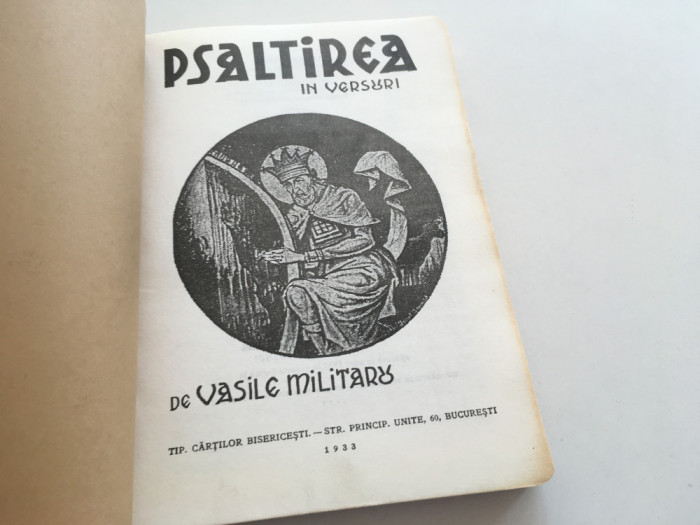 PSALTIREA
IN VERSURI
DE VASILE MILITARU
TIP. CĂRȚILOR BISERICEȘTI. — STR. PRINCIP. UNITE, 60, BUCUREȘTI
1933